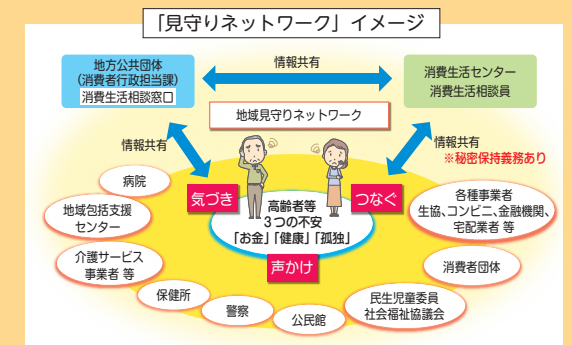 「見守りネットワーク」イメージ
地方公共団体
（消費者行政担当課）
消費生活相談窓口
情報共有
消費生活センター
消費生活相談員
地域見守りネットワーク
情報共有
情報共有
※秘密保持義務あり
気づき
つなぐ
高齢者等
3つの不安
「お金」「健康」「孤独」
声かけ
病院
地域包括支援
センター
介護サービス
事業者 等
保健所
警察
公民館
民生児童委員
社会福祉協議会
消費者団体
各種事業者
生協、コンビニ、金融機関、
宅配業者 等